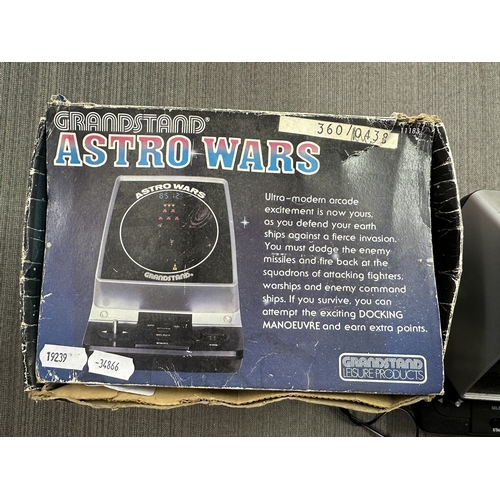 GRANDSTAND®
360/0438
11183
ASTRO WARS
ASTRO WARS
8512
GRANDSTAND®
Ultra-modern arcade
excitement is now yours,
as you defend your earth
ships against a fierce invasion.
You must dodge the enemy
missiles and fire back at the
squadrons of attacking fighters,
warships and enemy command
ships. If you survive, you can
attempt the exciting DOCKING
MANOEUVRE and earn extra points.
19239
-34866
GRANDSTAND
LEISURE PRODUCTS